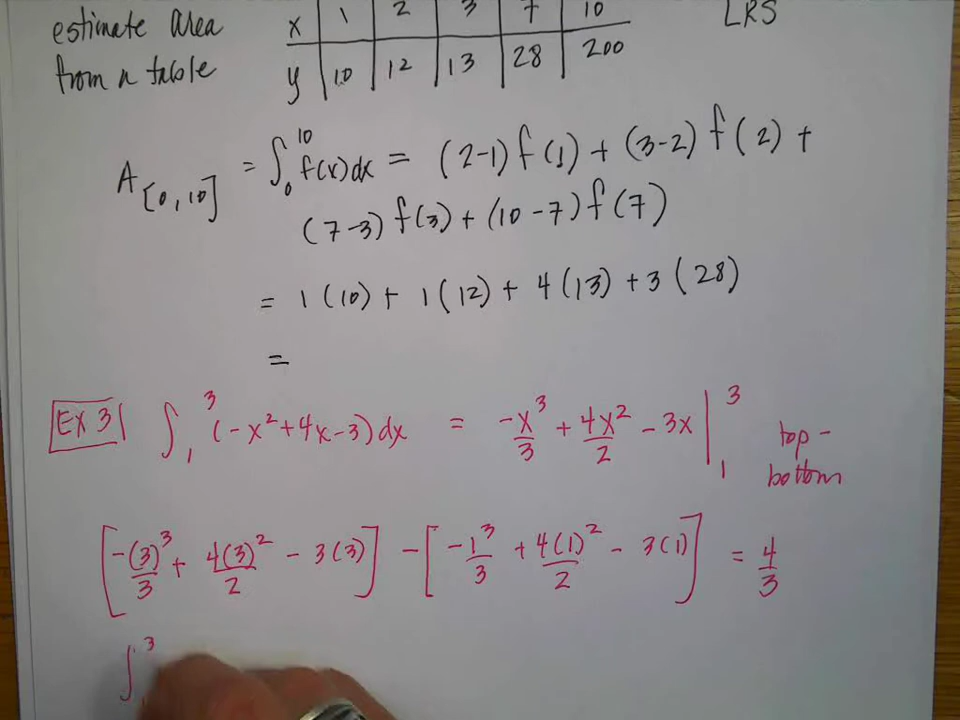 estimate area x | 1 | 2 | 3 | 7 | 10 LRS
from a table y | 10 | 12 | 13 | 28 | 200
A[0,10] = ∫₀¹⁰ f(x)dx = (2-1) f(1) + (3-2) f(2) +
(7-3) f(3) + (10-7) f(7)
= 1(10) + 1(12) + 4(13) + 3(28)
=
Ex 3 ∫₁³ (-x²+4x-3)dx = -x³/3 + 4x²/2 - 3x |₁³ top - bottom
[-(3)³/3 + 4(3)²/2 - 3(3)] - [-1³/3 + 4(1)²/2 - 3(1)] = 4/3
∫₁³